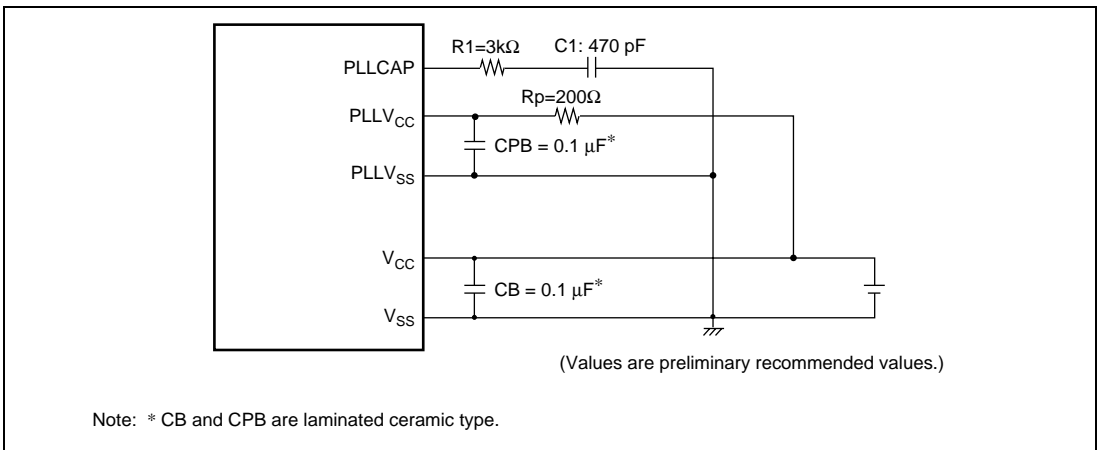 R1=3kΩ C1: 470 pF
PLLCAP
Rp=200Ω
PLLVCC
CPB = 0.1 μF*
PLLVSS
VCC
CB = 0.1 μF*
VSS
(Values are preliminary recommended values.)
Note: * CB and CPB are laminated ceramic type.